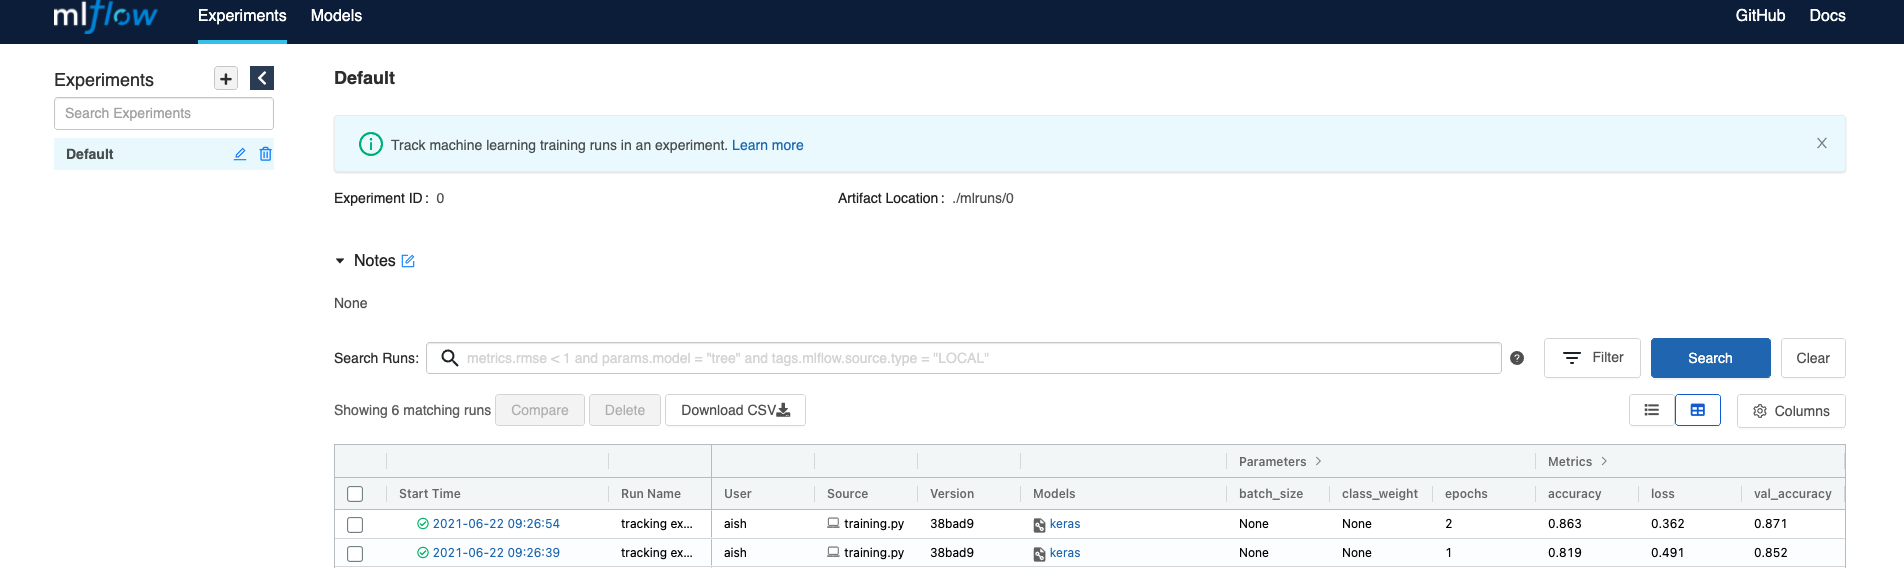 mlflow Experiments Models GitHub Docs
Experiments +
Search Experiments
Default
Default
Track machine learning training runs in an experiment. Learn more
Experiment ID: 0 Artifact Location: ./mlruns/0
Notes
None
Search Runs: metrics.rmse < 1 and params.model = "tree" and tags.mlflow.source.type = "LOCAL" ? Filter Search Clear
Showing 6 matching runs Compare Delete Download CSV Columns
Parameters > Metrics >
Start Time Run Name User Source Version Models batch_size class_weight epochs accuracy loss val_accuracy
2021-06-22 09:26:54 tracking ex... aish training.py 38bad9 keras None None 2 0.863 0.362 0.871
2021-06-22 09:26:39 tracking ex... aish training.py 38bad9 keras None None 1 0.819 0.491 0.852